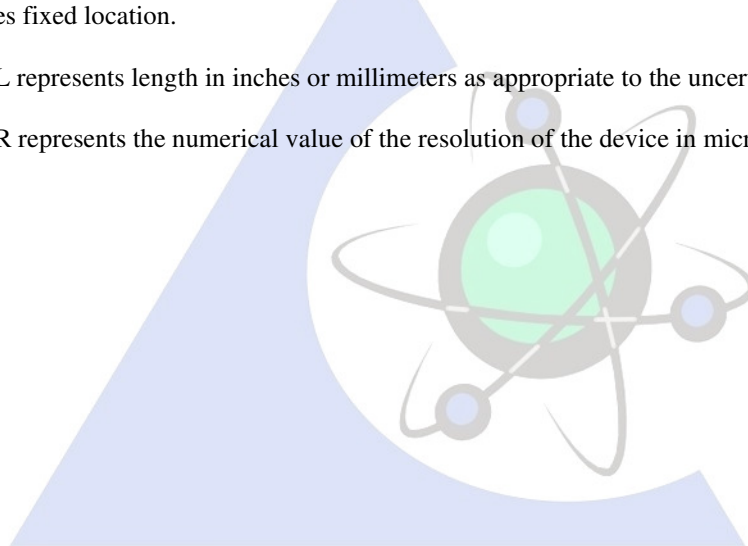 es fixed location.
L represents length in inches or millimeters as appropriate to the uncer
R represents the numerical value of the resolution of the device in micr